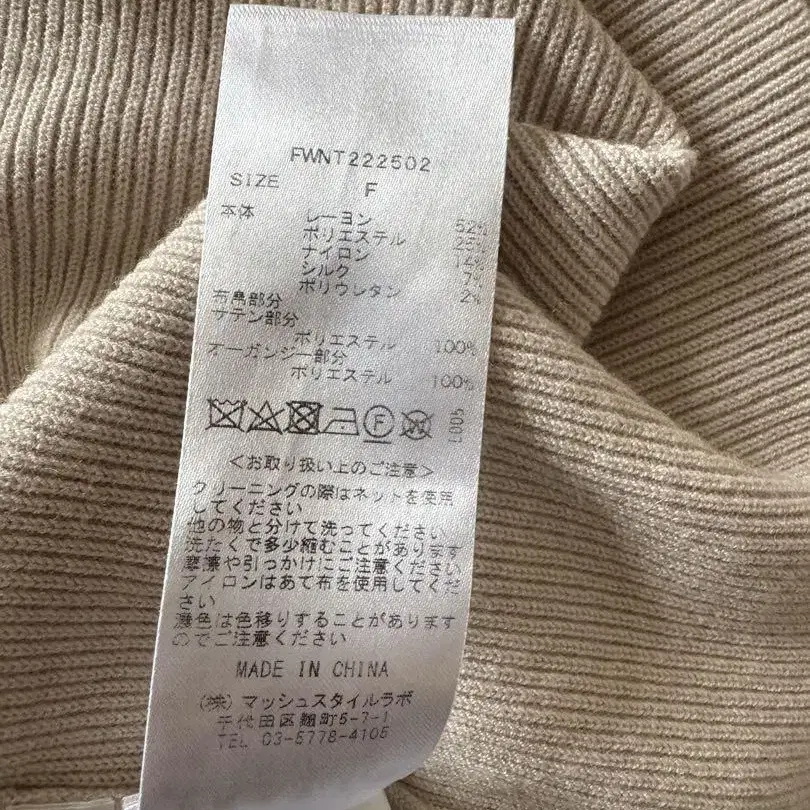 FWNT222502
SIZE F
本体 レーヨン 52%
ポリエステル 25%
ナイロン 14%
シルク 7%
ポリウレタン 2%
布帛部分
サテン部分
ポリエステル 100%
オーガンジー部分
ポリエステル 100%
F W L005
<お取り扱い上のご注意>
クリーニングの際はネットを使用
してください
他の物と分けて洗ってください
洗たくで多少縮むことがあります
摩擦や引っかけにご注意ください
アイロンはあて布を使用してくだ
さい
濃色は色移りすることがあります
のでご注意ください
MADE IN CHINA
(株)マッシュスタイルラボ
千代田区麹町5-7-1
TEL 03-5778-4105